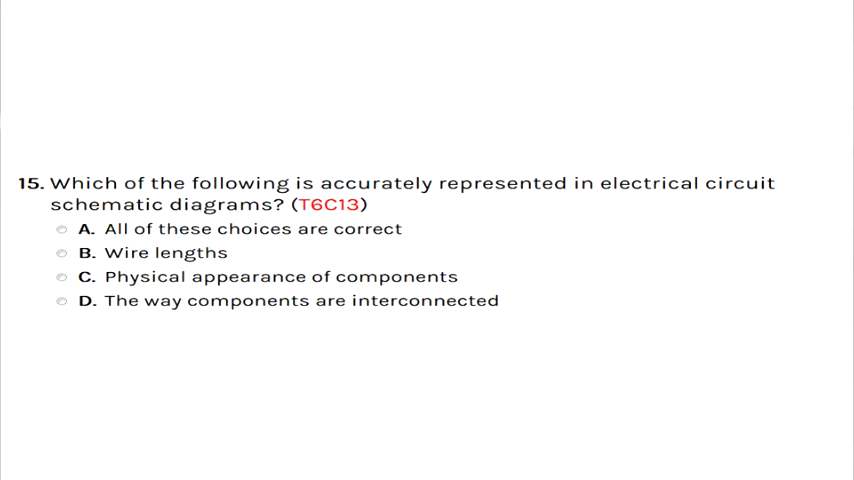 15. Which of the following is accurately represented in electrical circuit
schematic diagrams? (T6C13)
A. All of these choices are correct
B. Wire lengths
C. Physical appearance of components
D. The way components are interconnected